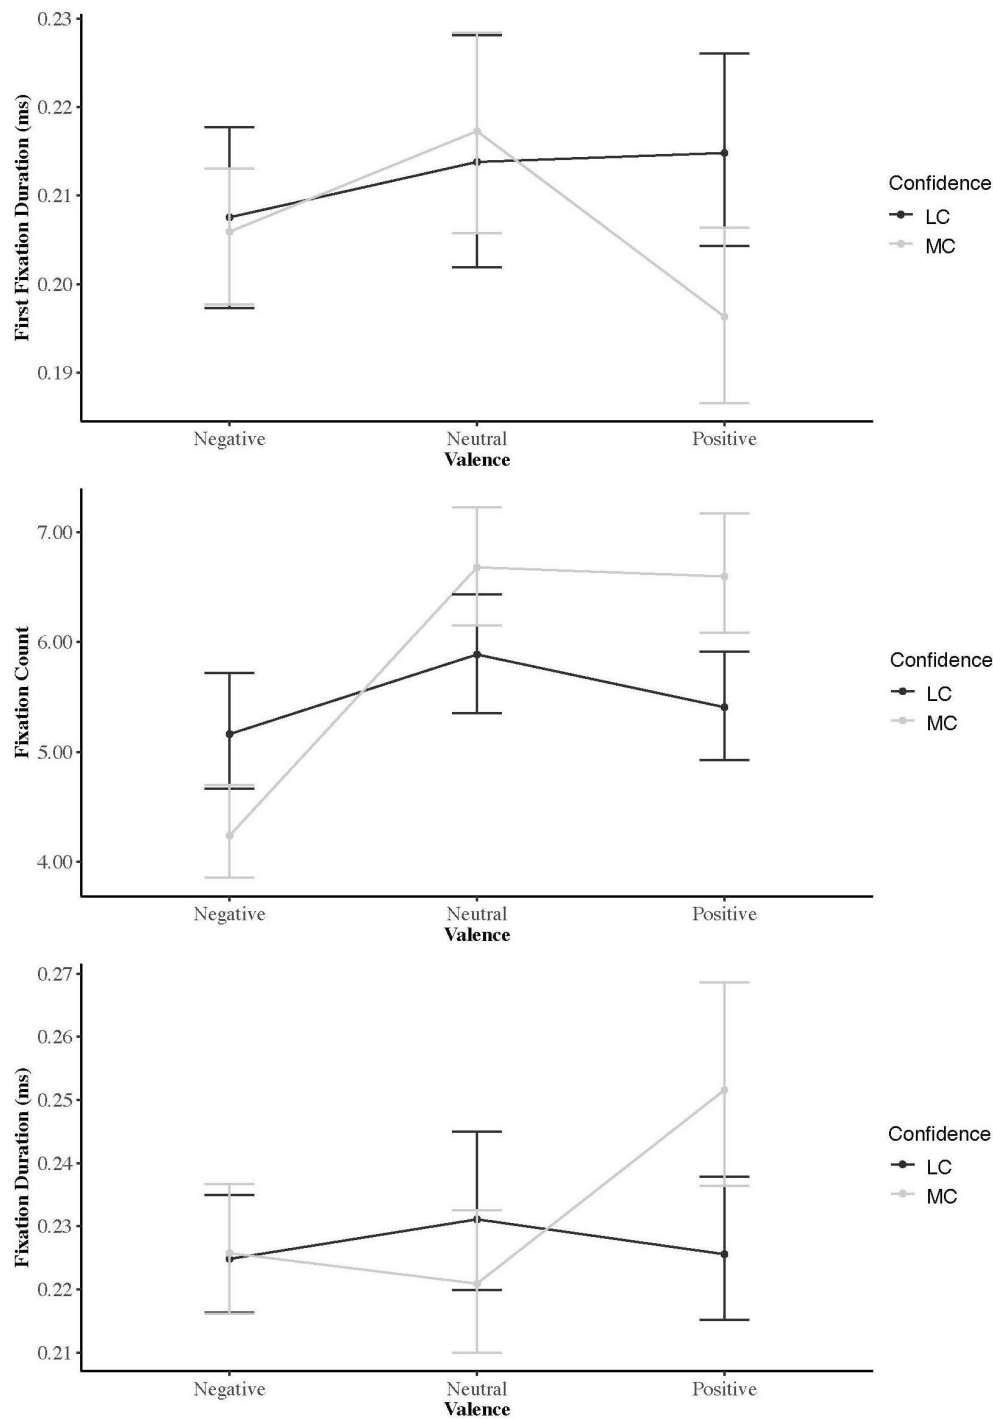 0.23
0.22
0.21
0.20
0.19
First Fixation Duration (ms)
Negative
Neutral
Positive
Valence
Confidence
LC
MC
7.00
6.00
5.00
4.00
Fixation Count
Negative
Neutral
Positive
Valence
Confidence
LC
MC
0.27
0.26
0.25
0.24
0.23
0.22
0.21
Fixation Duration (ms)
Negative
Neutral
Positive
Valence
Confidence
LC
MC